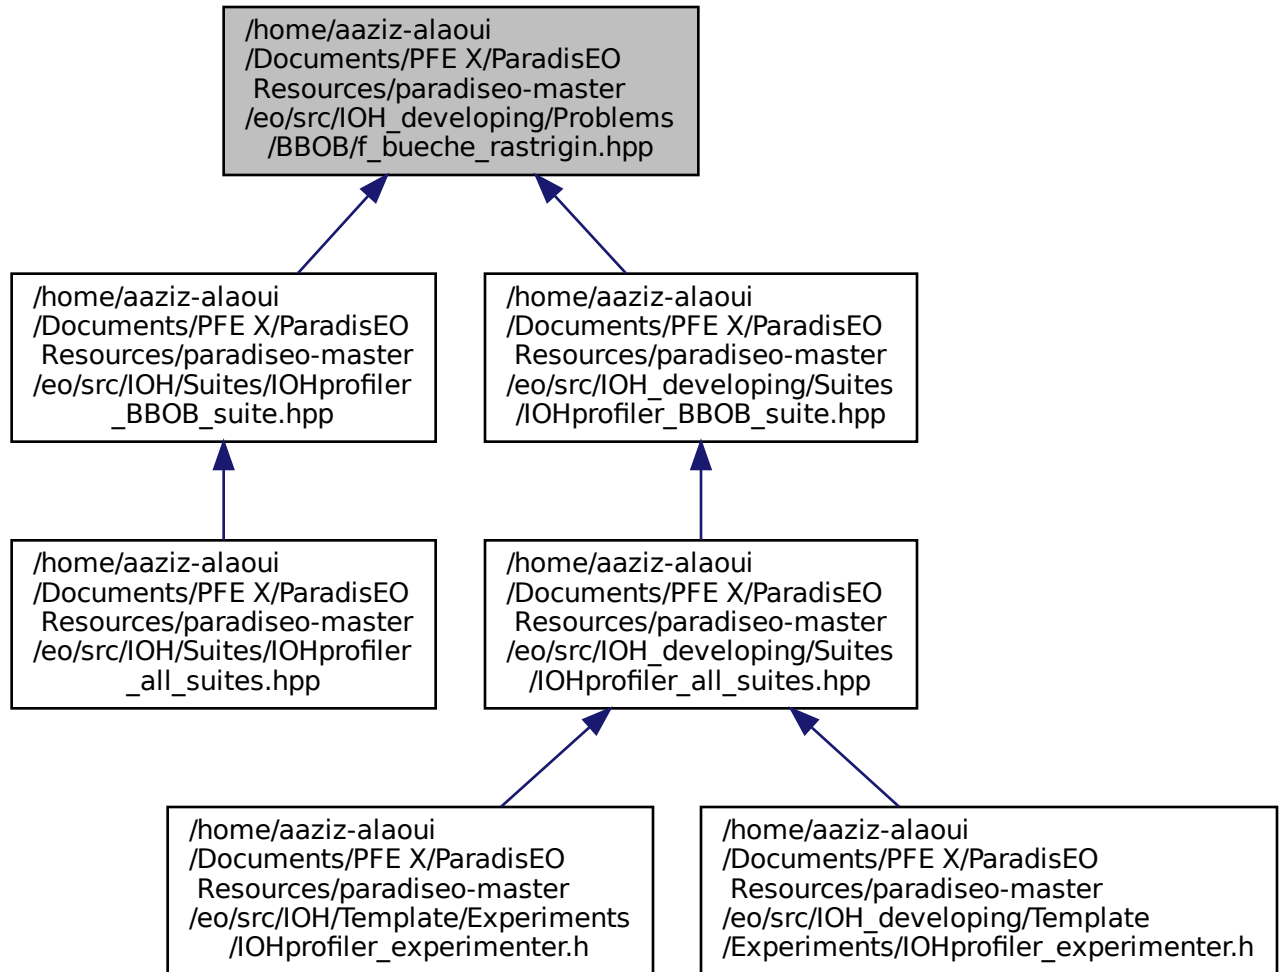 /home/aaziz-alaoui
/Documents/PFE X/ParadisEO
Resources/paradiseo-master
/eo/src/IOH_developing/Problems
/BBOB/f_bueche_rastrigin.hpp
/home/aaziz-alaoui
/Documents/PFE X/ParadisEO
Resources/paradiseo-master
/eo/src/IOH/Suites/IOHprofiler
_BBOB_suite.hpp
/home/aaziz-alaoui
/Documents/PFE X/ParadisEO
Resources/paradiseo-master
/eo/src/IOH_developing/Suites
/IOHprofiler_BBOB_suite.hpp
/home/aaziz-alaoui
/Documents/PFE X/ParadisEO
Resources/paradiseo-master
/eo/src/IOH/Suites/IOHprofiler
_all_suites.hpp
/home/aaziz-alaoui
/Documents/PFE X/ParadisEO
Resources/paradiseo-master
/eo/src/IOH_developing/Suites
/IOHprofiler_all_suites.hpp
/home/aaziz-alaoui
/Documents/PFE X/ParadisEO
Resources/paradiseo-master
/eo/src/IOH/Template/Experiments
/IOHprofiler_experimenter.h
/home/aaziz-alaoui
/Documents/PFE X/ParadisEO
Resources/paradiseo-master
/eo/src/IOH_developing/Template
/Experiments/IOHprofiler_experimenter.h